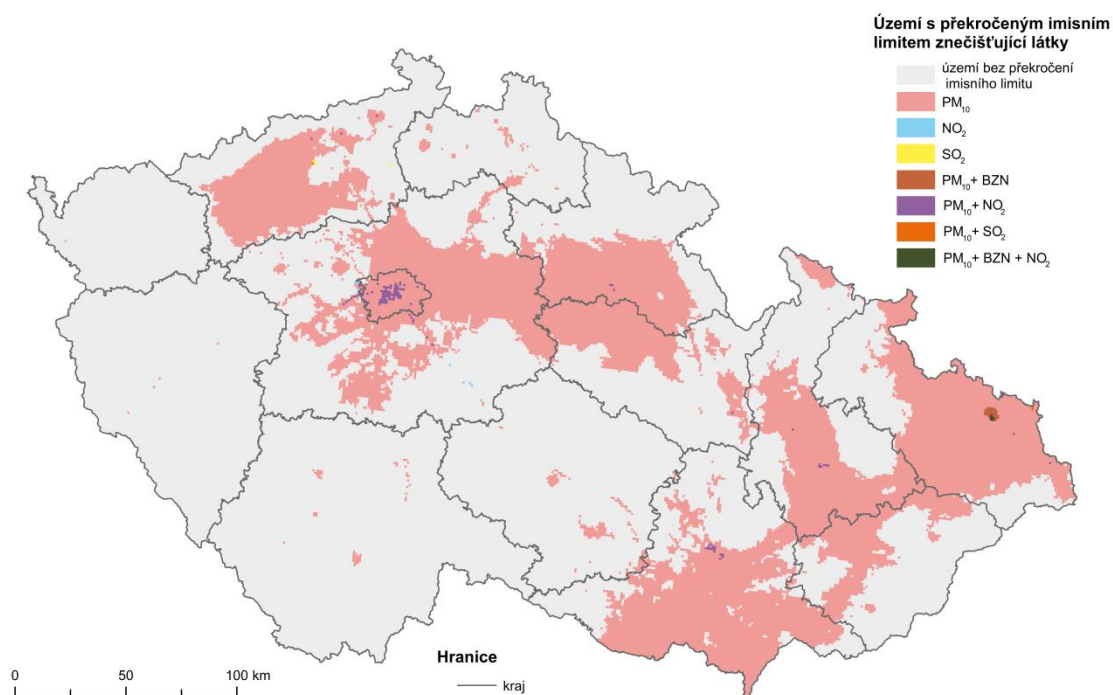 Území s překročeným imisním
limitem znečišťující látky
území bez překročení
imisního limitu
PM₁₀
NO₂
SO₂
PM₁₀+ BZN
PM₁₀+ NO₂
PM₁₀+ SO₂
PM₁₀+ BZN + NO₂
Hranice
kraj
0 50 100 km